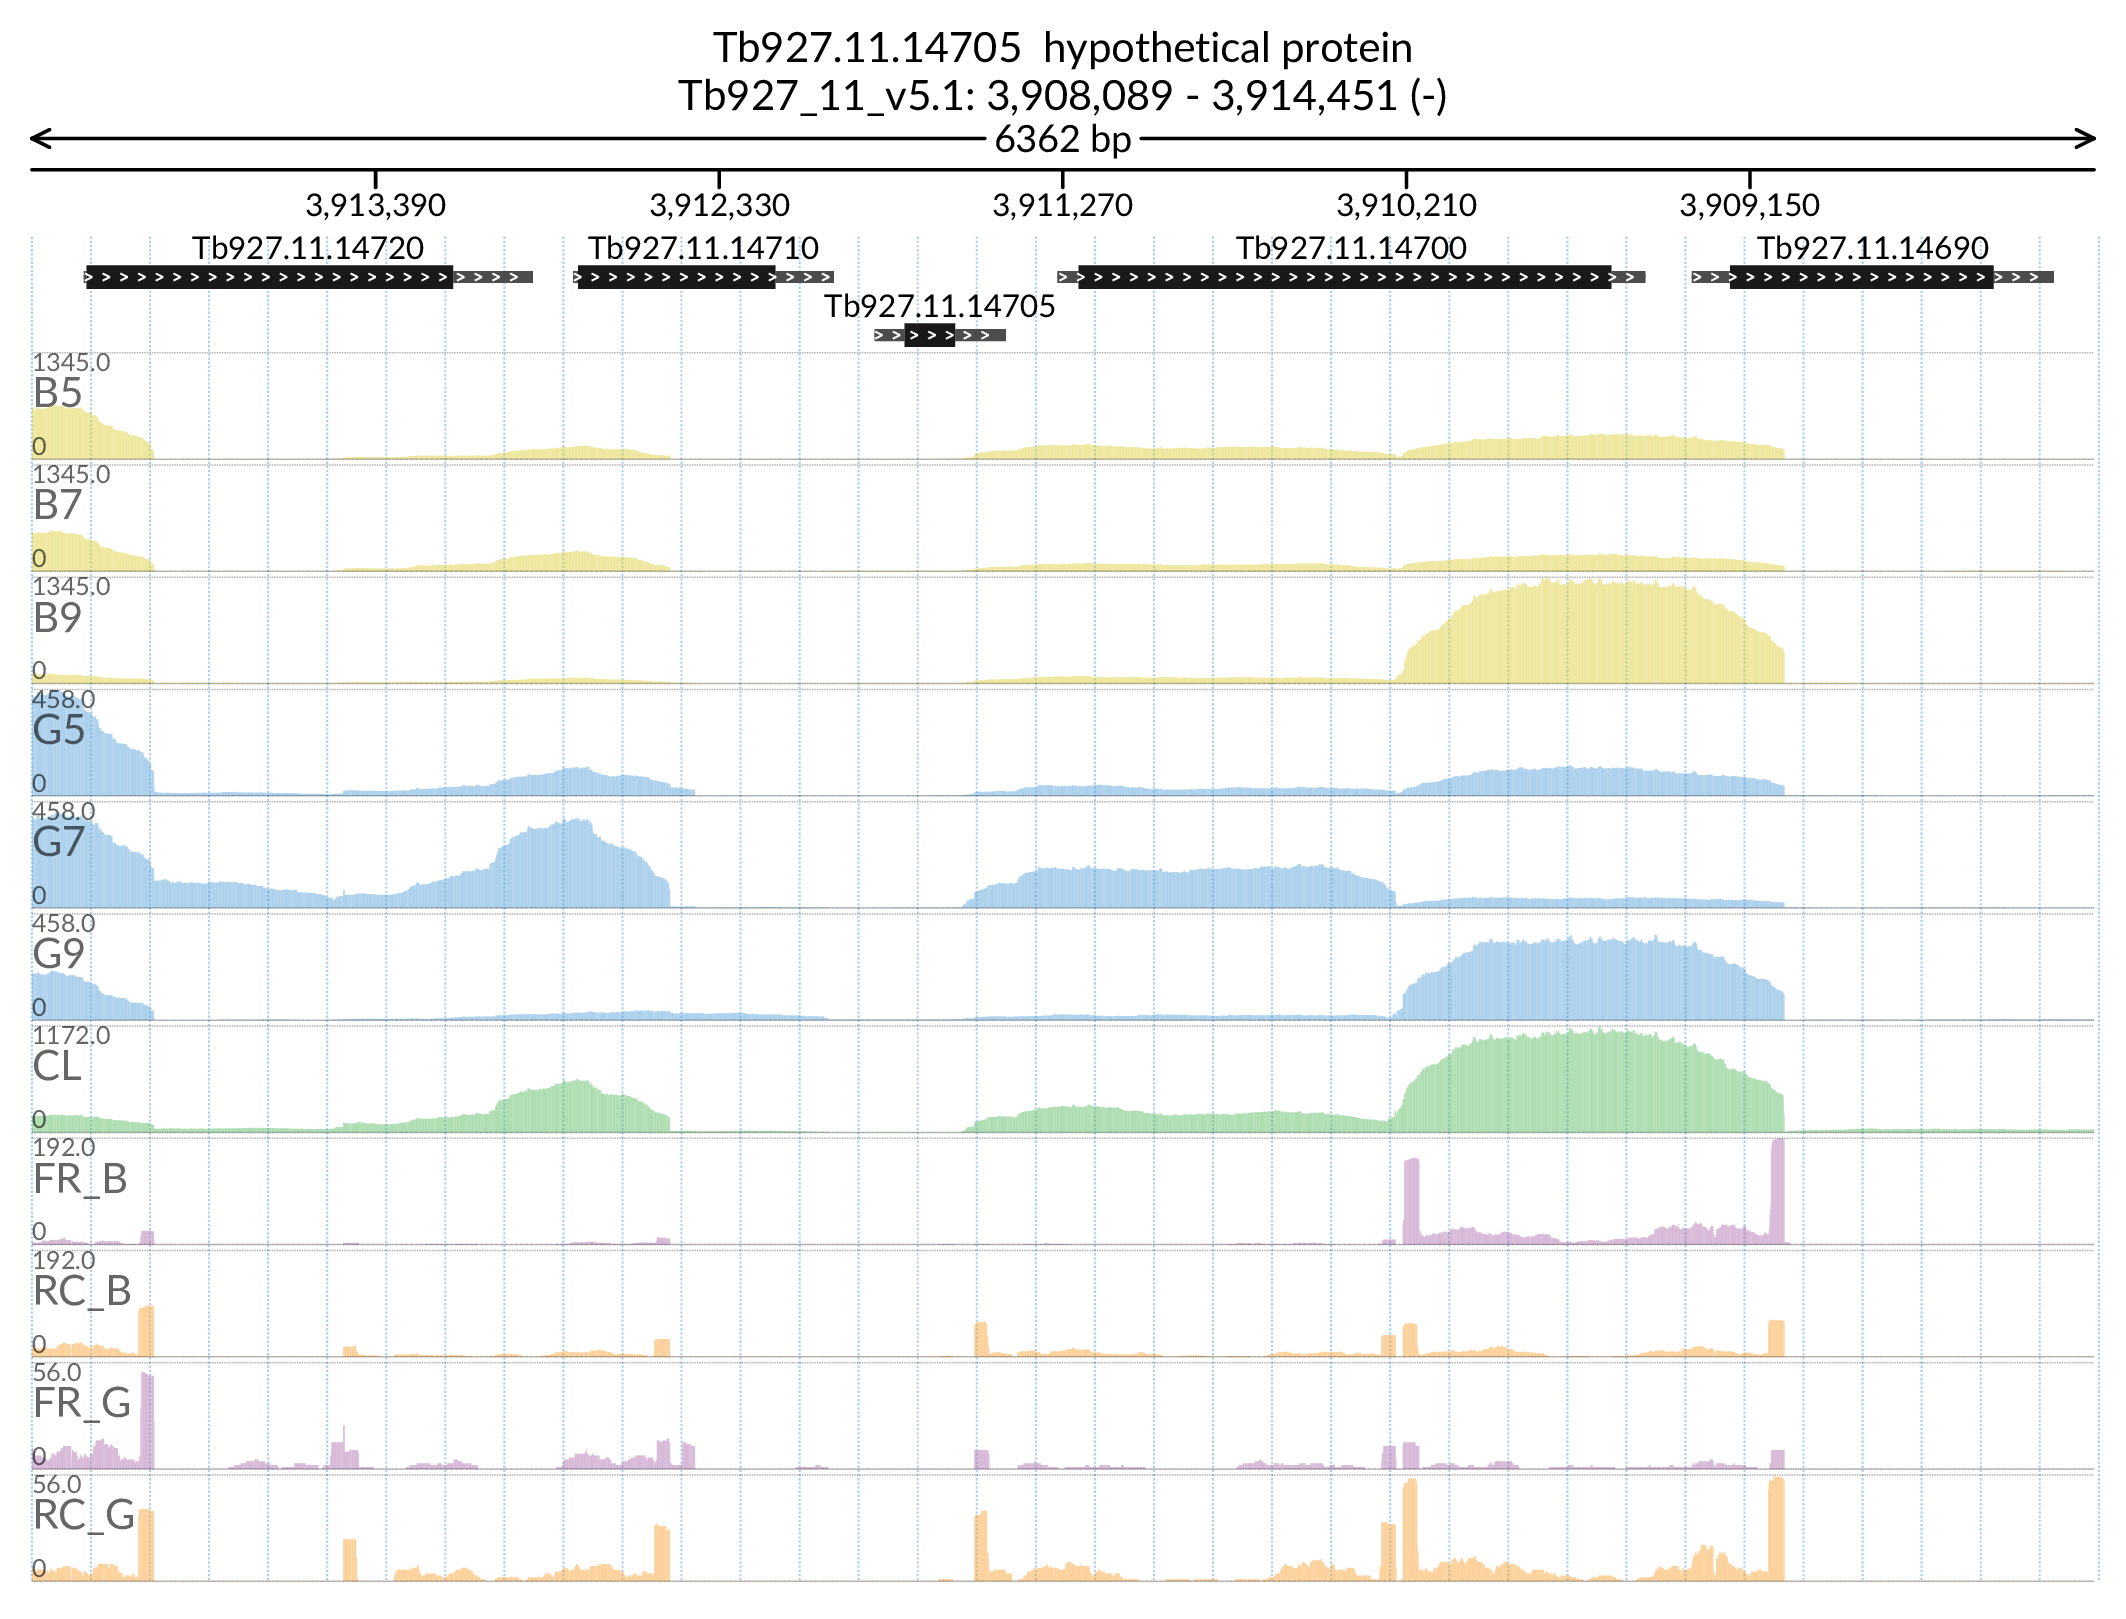 Tb927.11.14705  hypothetical protein
Tb927_11_v5.1: 3,908,089 - 3,914,451 (-)
6362 bp
3,913,390 3,912,330 3,911,270 3,910,210 3,909,150
Tb927.11.14720 Tb927.11.14710 Tb927.11.14700 Tb927.11.14690
Tb927.11.14705
1345.0
B5
0
1345.0
B7
0
1345.0
B9
0
458.0
G5
0
458.0
G7
0
458.0
G9
0
1172.0
CL
0
192.0
FR_B
0
192.0
RC_B
0
56.0
FR_G
0
56.0
RC_G
0